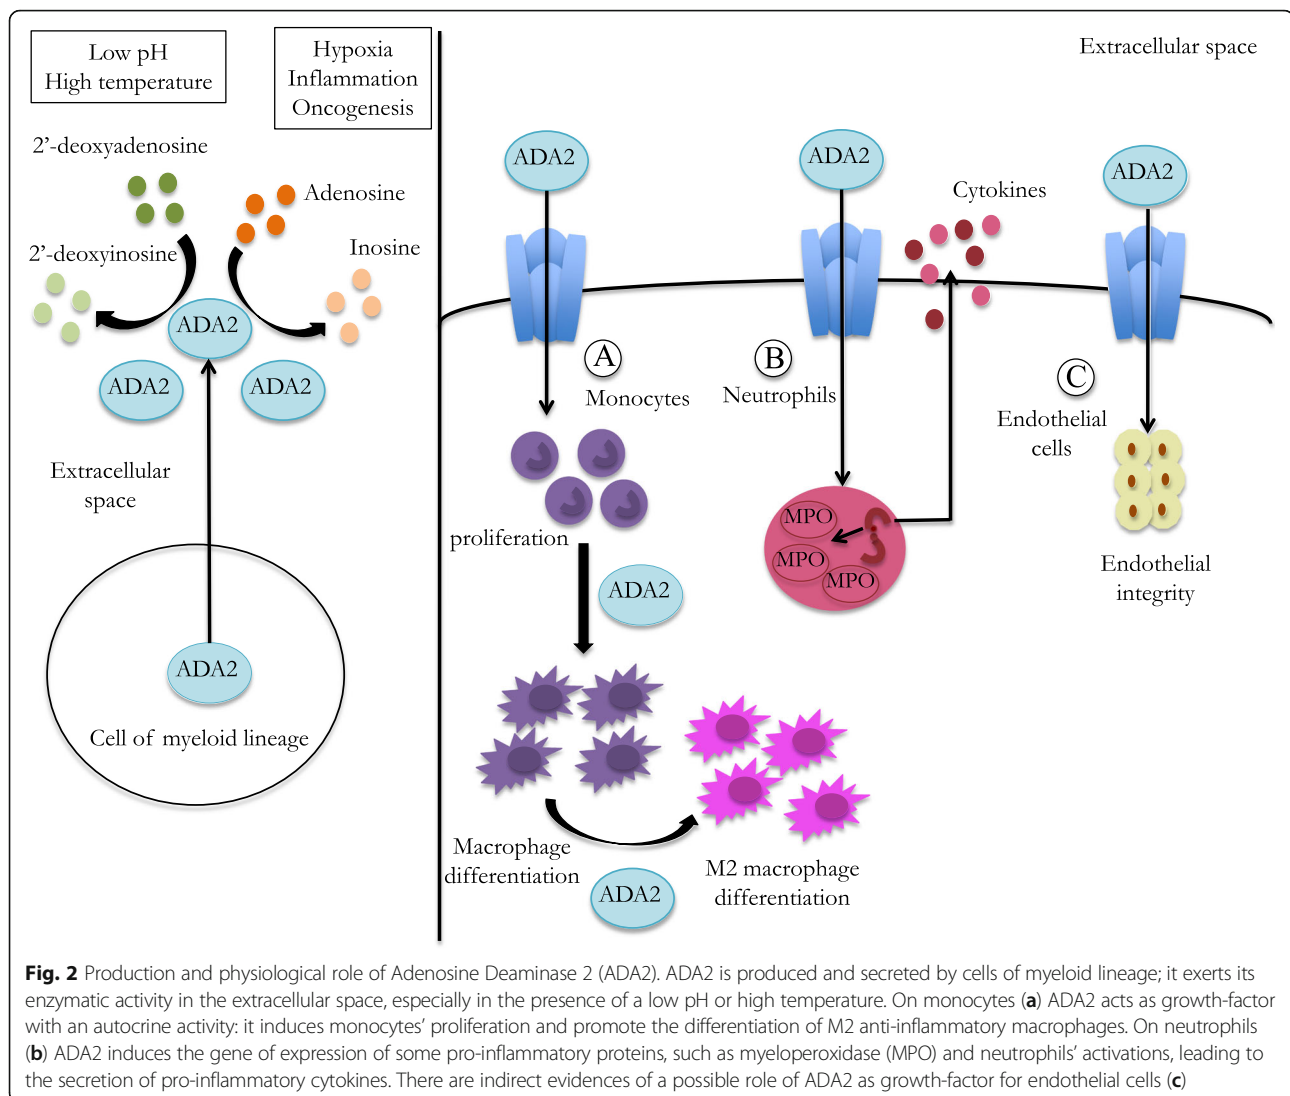 Low pH
High temperature
Hypoxia
Inflammation
Oncogenesis
2’-deoxyadenosine
Adenosine
2’-deoxyinosine
Inosine
ADA2
ADA2
ADA2
Extracellular
space
ADA2
Cell of myeloid lineage
Extracellular space
ADA2
ADA2
ADA2
Cytokines
A
Monocytes
B
Neutrophils
C
Endothelial
cells
proliferation
MPO
MPO
MPO
Endothelial
integrity
ADA2
Macrophage
differentiation
ADA2
M2 macrophage
differentiation
Fig. 2 Production and physiological role of Adenosine Deaminase 2 (ADA2). ADA2 is produced and secreted by cells of myeloid lineage; it exerts its
enzymatic activity in the extracellular space, especially in the presence of a low pH or high temperature. On monocytes (a) ADA2 acts as growth-factor
with an autocrine activity: it induces monocytes’ proliferation and promote the differentiation of M2 anti-inflammatory macrophages. On neutrophils
(b) ADA2 induces the gene of expression of some pro-inflammatory proteins, such as myeloperoxidase (MPO) and neutrophils’ activations, leading to
the secretion of pro-inflammatory cytokines. There are indirect evidences of a possible role of ADA2 as growth-factor for endothelial cells (c)